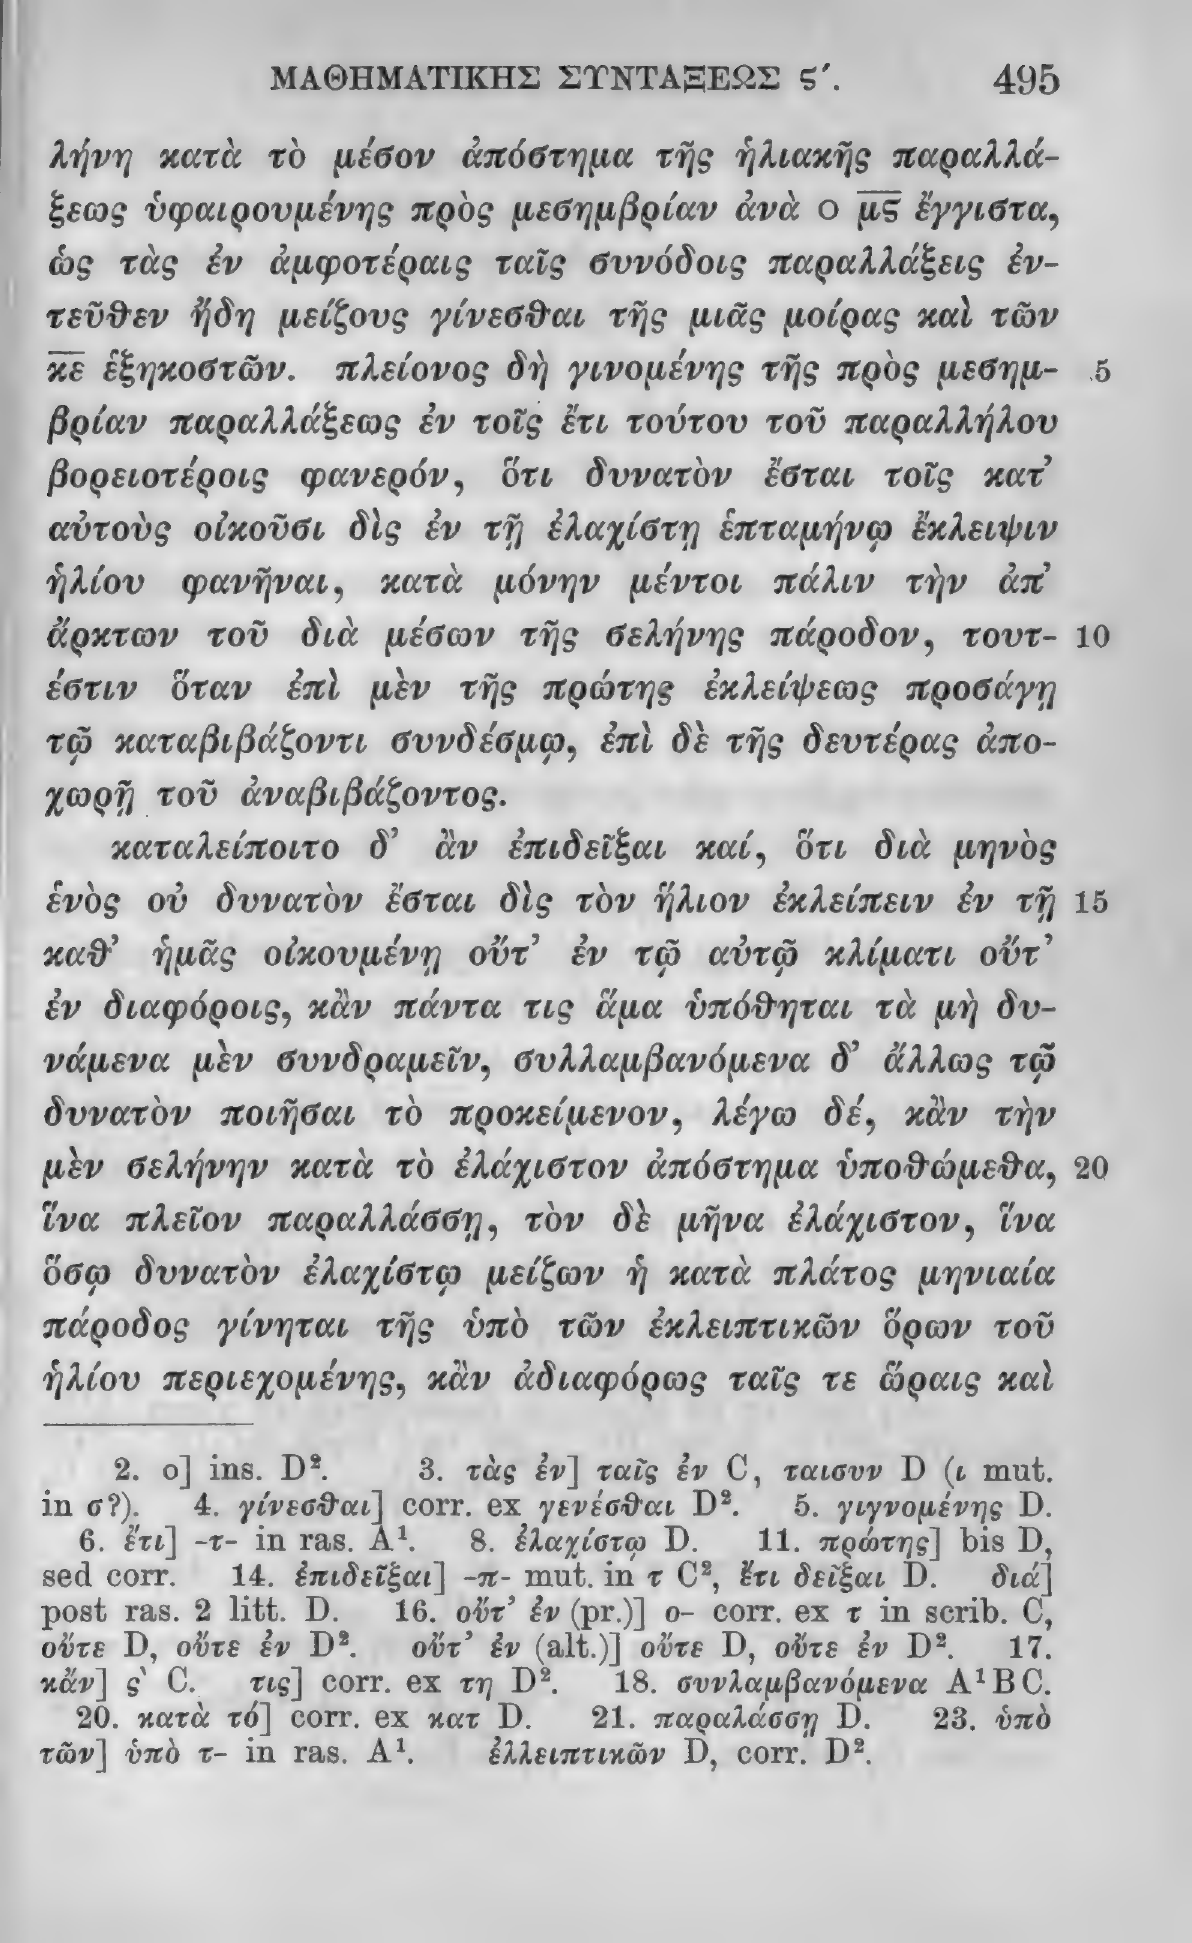 ΜΑΘΗΜΑΤΙΚΗΣ ΣΥΝΤΑΞΕΩΣ ϛ΄. 495
λήνη κατὰ τὸ μέσον ἀπόστημα τῆς ἡλιακῆς παραλλά-
ξεως ὑφαιρουμένης πρὸς μεσημβρίαν ἀνὰ ο μ̅ϛ̅ ἔγγιστα,
ὡς τὰς ἐν ἀμφοτέραις ταῖς συνόδοις παραλλάξεις ἐν-
τεῦθεν ἤδη μείζους γίνεσθαι τῆς μιᾶς μοίρας καὶ τῶν
κ̅ε̅ ἑξηκοστῶν. πλείονος δὴ γινομένης τῆς πρὸς μεσημ- 5
βρίαν παραλλάξεως ἐν τοῖς ἔτι τούτου τοῦ παραλλήλου
βορειοτέροις φανερόν, ὅτι δυνατὸν ἔσται τοῖς κατ’
αὐτοὺς οἰκοῦσι δὶς ἐν τῇ ἐλαχίστῃ ἑπταμήνῳ ἔκλειψιν
ἡλίου φανῆναι, κατὰ μόνην μέντοι πάλιν τὴν ἀπ’
ἄρκτων τοῦ διὰ μέσων τῆς σελήνης πάροδον, τουτ- 10
έστιν ὅταν ἐπὶ μὲν τῆς πρώτης ἐκλείψεως προσάγῃ
τῷ καταβιβάζοντι συνδέσμῳ, ἐπὶ δὲ τῆς δευτέρας ἀπο-
χωρῇ τοῦ ἀναβιβάζοντος.
καταλείποιτο δ’ ἂν ἐπιδεῖξαι καί, ὅτι διὰ μηνὸς
ἑνὸς οὐ δυνατὸν ἔσται δὶς τὸν ἥλιον ἐκλείπειν ἐν τῇ 15
καθ’ ἡμᾶς οἰκουμένῃ οὔτ’ ἐν τῷ αὐτῷ κλίματι οὔτ’
ἐν διαφόροις, κἂν πάντα τις ἅμα ὑπόθηται τὰ μὴ δυ-
νάμενα μὲν συνδραμεῖν, συλλαμβανόμενα δ’ ἄλλως τῷ
δυνατὸν ποιῆσαι τὸ προκείμενον, λέγω δέ, κἂν τὴν
μὲν σελήνην κατὰ τὸ ἐλάχιστον ἀπόστημα ὑποθώμεθα, 20
ἵνα πλεῖον παραλλάσσῃ, τὸν δὲ μῆνα ἐλάχιστον, ἵνα
ὅσῳ δυνατὸν ἐλαχίστῳ μείζων ἡ κατὰ πλάτος μηνιαία
πάροδος γίνηται τῆς ὑπὸ τῶν ἐκλειπτικῶν ὅρων τοῦ
ἡλίου περιεχομένης, κἂν ἀδιαφόρως ταῖς τε ὥραις καὶ
2. ο] ins. D². 3. τὰς ἐν] ταῖς ἐν C, ταισυν D (ι mut.
in σ?). 4. γίνεσθαι] corr. ex γενέσθαι D². 5. γιγνομένης D.
6. ἔτι] -τ- in ras. A¹. 8. ἐλαχίστῳ D. 11. πρώτης] bis D,
sed corr. 14. ἐπιδεῖξαι] -π- mut. in τ C², ἔτι δεῖξαι D. διά]
post ras. 2 litt. D. 16. οὔτ’ ἐν (pr.)] ο- corr. ex τ in scrib. C,
οὔτε D, οὔτε ἐν D². οὔτ’ ἐν (alt.)] οὔτε D, οὔτε ἐν D². 17.
κἄν] ϛ` C. τις] corr. ex τη D². 18. συνλαμβανόμενα A¹BC.
20. κατὰ τό] corr. ex κατ D. 21. παραλάσσῃ D. 23. ὑπὸ
τῶν] ὑπὸ τ- in ras. A¹. ἐλλειπτικῶν D, corr. D².